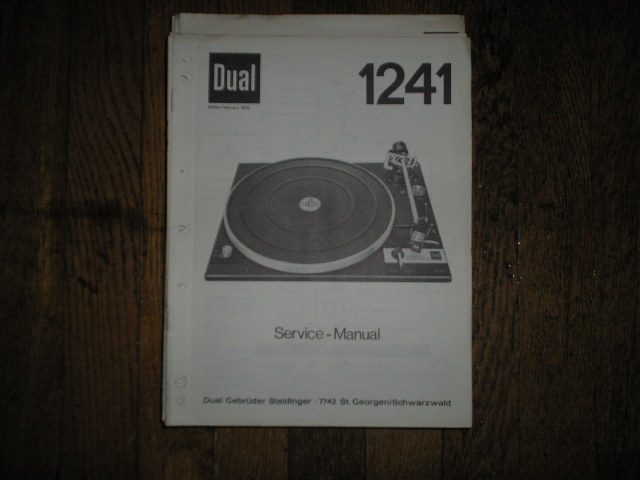 Dual
1241
Service - Manual
Dual Gebrüder Steidinger · 7742 St. Georgen/Schwarzwald